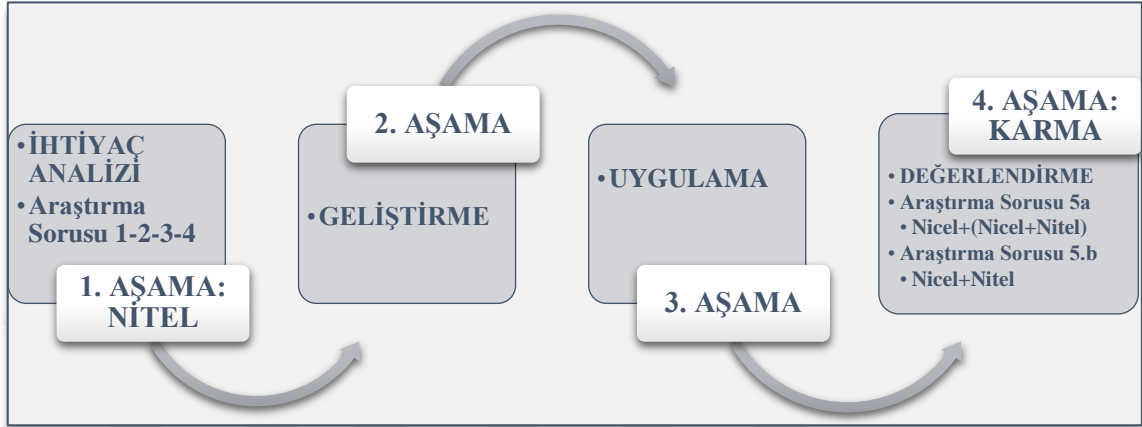 •İHTİYAÇ
ANALİZİ
•Araştırma
Sorusu 1-2-3-4
1. AŞAMA:
NİTEL
2. AŞAMA
•GELİŞTİRME
•UYGULAMA
3. AŞAMA
4. AŞAMA:
KARMA
• DEĞERLENDİRME
• Araştırma Sorusu 5a
• Nicel+(Nicel+Nitel)
• Araştırma Sorusu 5.b
• Nicel+Nitel